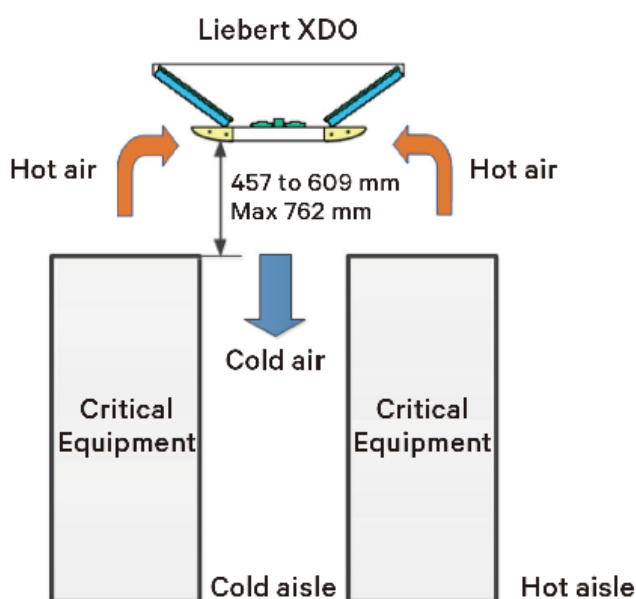 Liebert XDO
Hot air
Hot air
457 to 609 mm
Max 762 mm
Cold air
Critical
Equipment
Critical
Equipment
Cold aisle
Hot aisle